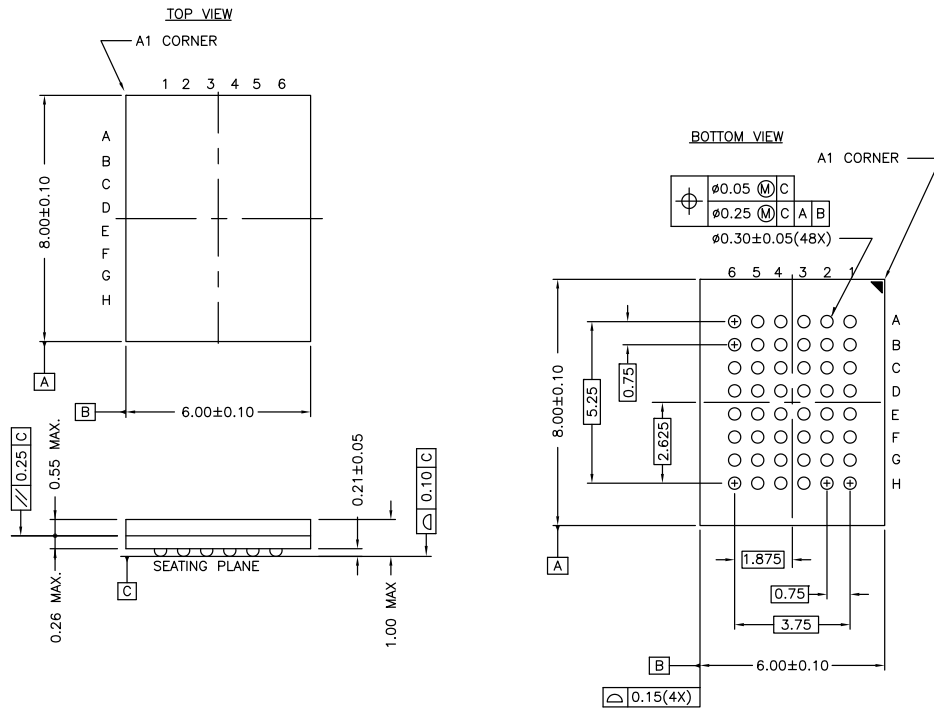 TOP VIEW
A1 CORNER
1 2 3 4 5 6
A
B
C
D
E
F
G
H
8.00±0.10
A
B
6.00±0.10
// 0.25 C
0.55 MAX.
0.26 MAX.
0.21±0.05
0.10 C
SEATING PLANE
C
1.00 MAX
BOTTOM VIEW
A1 CORNER
ø0.05 Ⓜ C
ø0.25 Ⓜ C A B
ø0.30±0.05(48X)
6 5 4 3 2 1
A
B
C
D
E
F
G
H
8.00±0.10
5.25
0.75
2.625
A
1.875
0.75
3.75
B
6.00±0.10
0.15(4X)